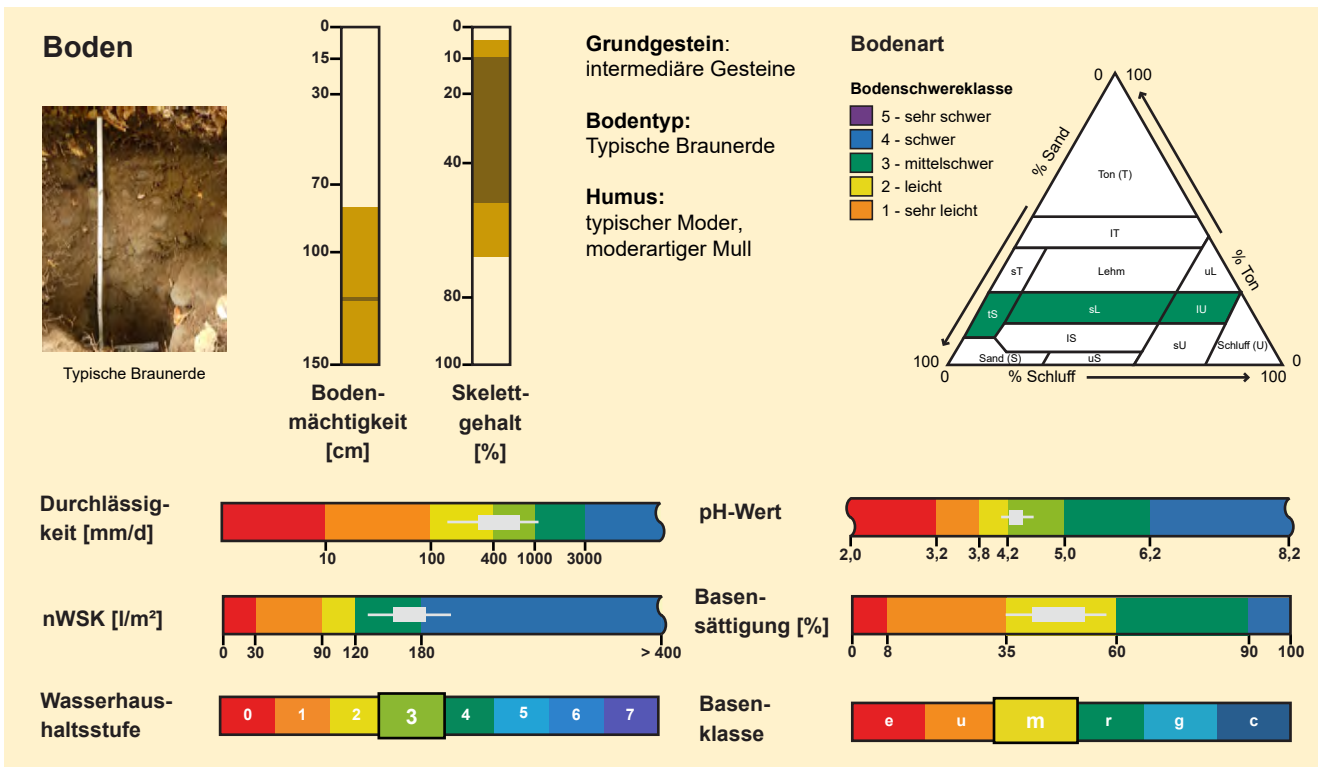 Boden
Typische Braunerde
0
15
30
70
100
150
Boden-
mächtigkeit
[cm]
0
10
20
40
80
100
Skelett-
gehalt
[%]
Grundgestein:
intermediäre Gesteine
Bodentyp:
Typische Braunerde
Humus:
typischer Moder,
moderartiger Mull
Bodenart
Bodenschwereklasse
5 - sehr schwer
4 - schwer
3 - mittelschwer
2 - leicht
1 - sehr leicht
0 100
% Sand
% Ton
Ton (T)
lT
sT Lehm uL
tS sL lU
lS
Sand (S) uS sU Schluff (U)
100 0
0 % Schluff 100
Durchlässig-
keit [mm/d]
10 100 400 1000 3000
nWSK [l/m²]
0 30 90 120 180 > 400
Wasserhaus-
haltsstufe
0 1 2 3 4 5 6 7
pH-Wert
2,0 3,2 3,8 4,2 5,0 6,2 8,2
Basen-
sättigung [%]
0 8 35 60 90 100
Basen-
klasse
e u m r g c